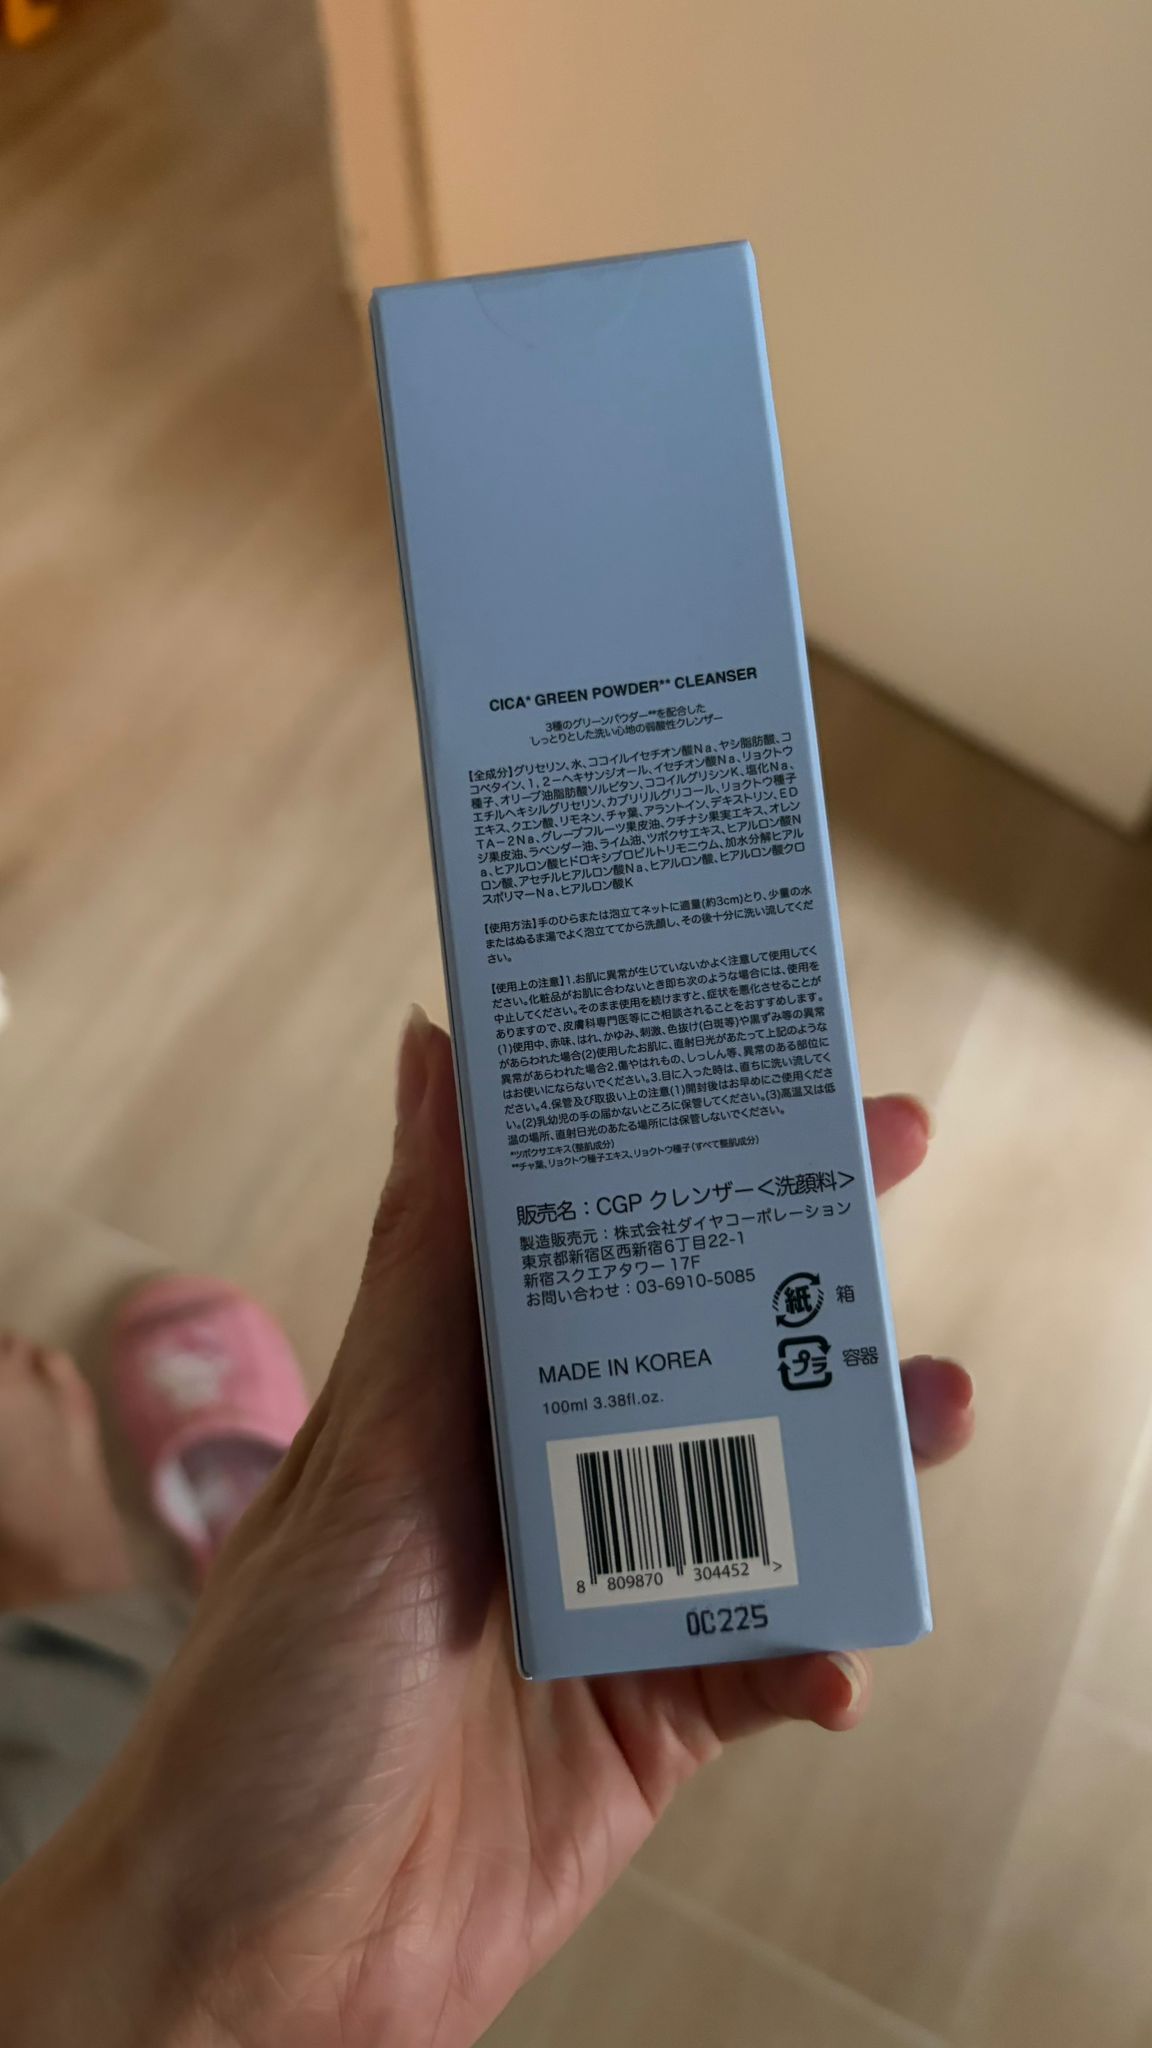 CICA* GREEN POWDER** CLEANSER
3種のグリーンパウダー**を配合した
しっとりとした洗い心地の弱酸性クレンザー
【全成分】グリセリン、水、ココイルイセチオン酸Na、ヤシ脂肪酸、コ
コベタイン、1,2-ヘキサンジオール、イセチオン酸Na、リョクトウ
種子、オリーブ油脂肪酸ソルビタン、ココイルグリシンK、塩化Na、
エチルヘキシルグリセリン、カプリリルグリコール、リョクトウ種子
エキス、クエン酸、リモネン、チャ葉、アラントイン、デキストリン、ED
TA-2Na、グレープフルーツ果皮油、クチナシ果実エキス、オレン
ジ果皮油、ラベンダー油、ライム油、ツボクサエキス、ヒアルロン酸N
a、ヒアルロン酸ヒドロキシプロピルトリモニウム、加水分解ヒアル
ロン酸、アセチルヒアルロン酸Na、ヒアルロン酸、ヒアルロン酸クロ
スポリマーNa、ヒアルロン酸K
【使用方法】手のひらまたは泡立てネットに適量(約3cm)とり、少量の水
またはぬるま湯でよく泡立ててから洗顔し、その後十分に洗い流してくだ
さい。
【使用上の注意】1.お肌に異常が生じていないかよく注意して使用してく
ださい。化粧品がお肌に合わないとき即ち次のような場合には、使用を
中止してください。そのまま使用を続けますと、症状を悪化させることが
ありますので、皮膚科専門医等にご相談されることをおすすめします。
(1)使用中、赤味、はれ、かゆみ、刺激、色抜け(白斑等)や黒ずみ等の異常
があらわれた場合(2)使用したお肌に、直射日光があたって上記のような
異常があらわれた場合2.傷やはれもの、しっしん等、異常のある部位に
はお使いにならないでください。3.目に入った時は、直ちに洗い流してく
ださい。4.保管及び取扱い上の注意(1)開封後はお早めにご使用くださ
い。(2)乳幼児の手の届かないところに保管してください。(3)高温又は低
温の場所、直射日光のあたる場所には保管しないでください。
*ツボクサエキス(整肌成分)
**チャ葉、リョクトウ種子エキス、リョクトウ種子(すべて整肌成分)
販売名：CGP クレンザー<洗顔料>
製造販売元：株式会社ダイヤコーポレーション
東京都新宿区西新宿6丁目22-1
新宿スクエアタワー 17F
お問い合わせ：03-6910-5085
紙 箱
プラ 容器
MADE IN KOREA
100ml 3.38fl.oz.
8 809870 304452 >
0C225